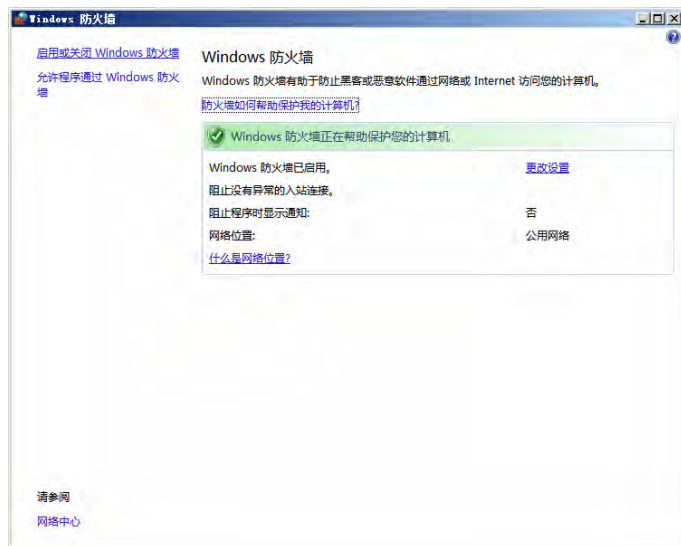 Windows 防火墙
启用或关闭 Windows 防火墙
允许程序通过 Windows 防火
墙
Windows 防火墙
Windows 防火墙有助于防止黑客或恶意软件通过网络或 Internet 访问您的计算机。
防火墙如何帮助保护我的计算机?
Windows 防火墙正在帮助保护您的计算机
Windows 防火墙已启用。 更改设置
阻止没有异常的入站连接。
阻止程序时显示通知: 否
网络位置: 公用网络
什么是网络位置?
请参阅
网络中心